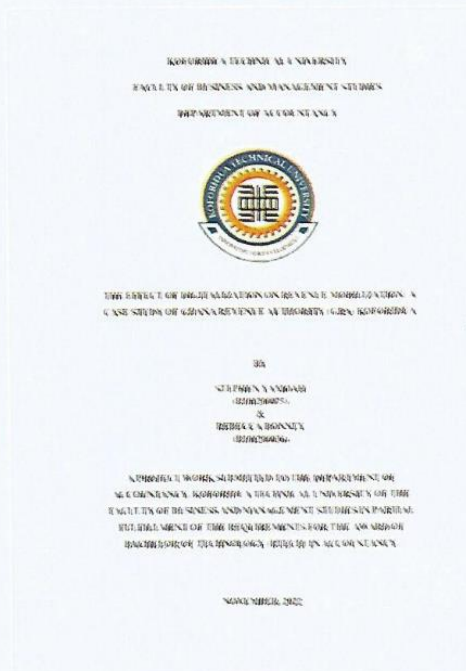 KOFORIDUA TECHNICAL UNIVERSITY
FACULTY OF BUSINESS AND MANAGEMENT STUDIES
DEPARTMENT OF ACCOUNTANCY
KOFORIDUA TECHNICAL UNIVERSITY
THE EFFECT OF DIGITALIZATION ON REVENUE MOBILIZATION: A
CASE STUDY OF GHANA REVENUE AUTHORITY (GRA) KOFORIDUA
BY
STEPHEN
&
REBECCA BONNEY
A PROJECT WORK SUBMITTED TO THE DEPARTMENT OF
ACCOUNTANCY, KOFORIDUA TECHNICAL UNIVERSITY OF THE
FACULTY OF BUSINESS AND MANAGEMENT STUDIES IN PARTIAL
FULFILLMENT OF THE REQUIREMENTS FOR THE AWARD OF
BACHELOR OF TECHNOLOGY (BTECH) IN ACCOUNTANCY
NOVEMBER, 2022